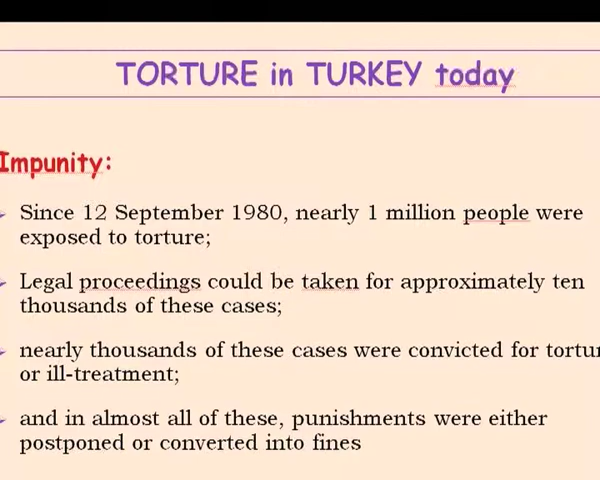 TORTURE in TURKEY today
Impunity:
Since 12 September 1980, nearly 1 million people were
exposed to torture;
Legal proceedings could be taken for approximately ten
thousands of these cases;
nearly thousands of these cases were convicted for
or ill-treatment;
and in almost all of these, punishments were either
postponed or converted into fines